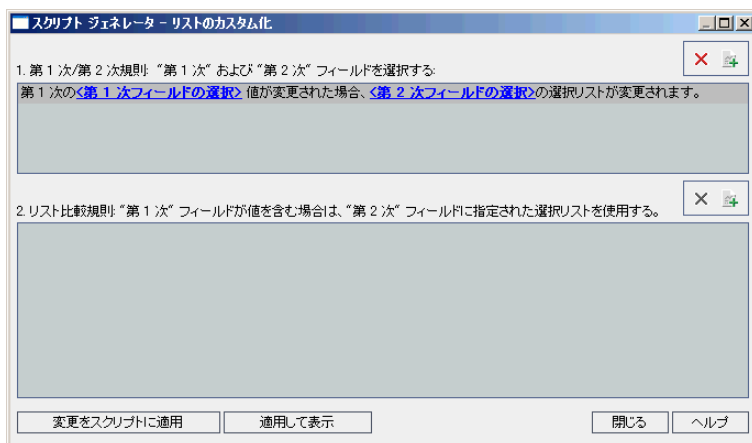 スクリプト ジェネレータ - リストのカスタム化
1. 第 1 次/第 2 次規則: “第 1 次” および “第 2 次” フィールドを選択する:
第 1 次の<第 1 次フィールドの選択> 値が変更された場合、<第 2 次フィールドの選択>の選択リストが変更されます。
2. リスト比較規則: “第 1 次” フィールドが値を含む場合は、“第 2 次” フィールドに指定された選択リストを使用する。
変更をスクリプトに適用 適用して表示 閉じる ヘルプ